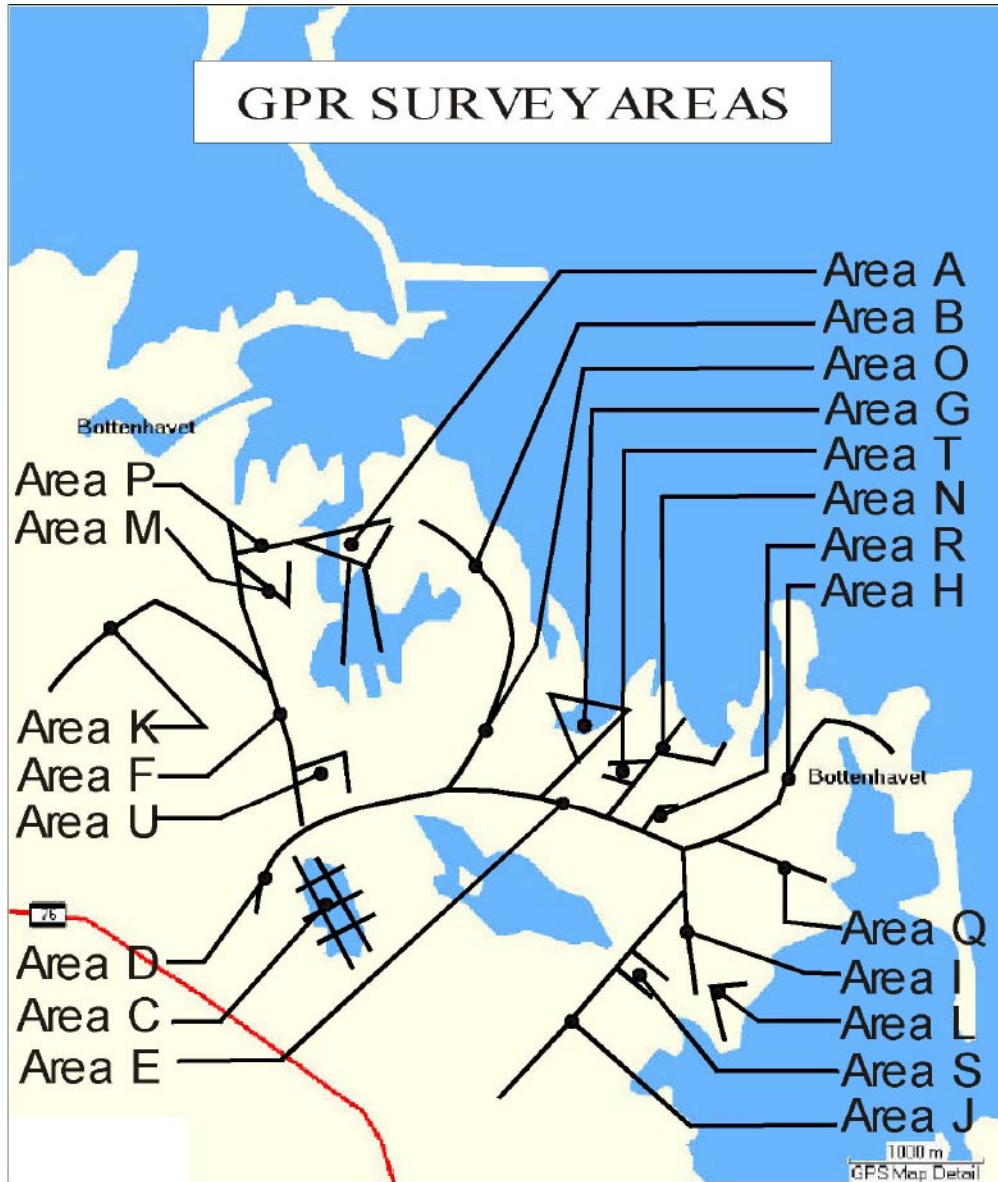 GPR SURVEY AREAS
Area A
Area B
Area O
Area G
Area T
Area N
Area R
Area H
Bottenhavet
Area P
Area M
Area K
Area F
Area U
Bottenhavet
76
Area D
Area C
Area E
Area Q
Area I
Area L
Area S
Area J
1000 m
GPS Map Detail